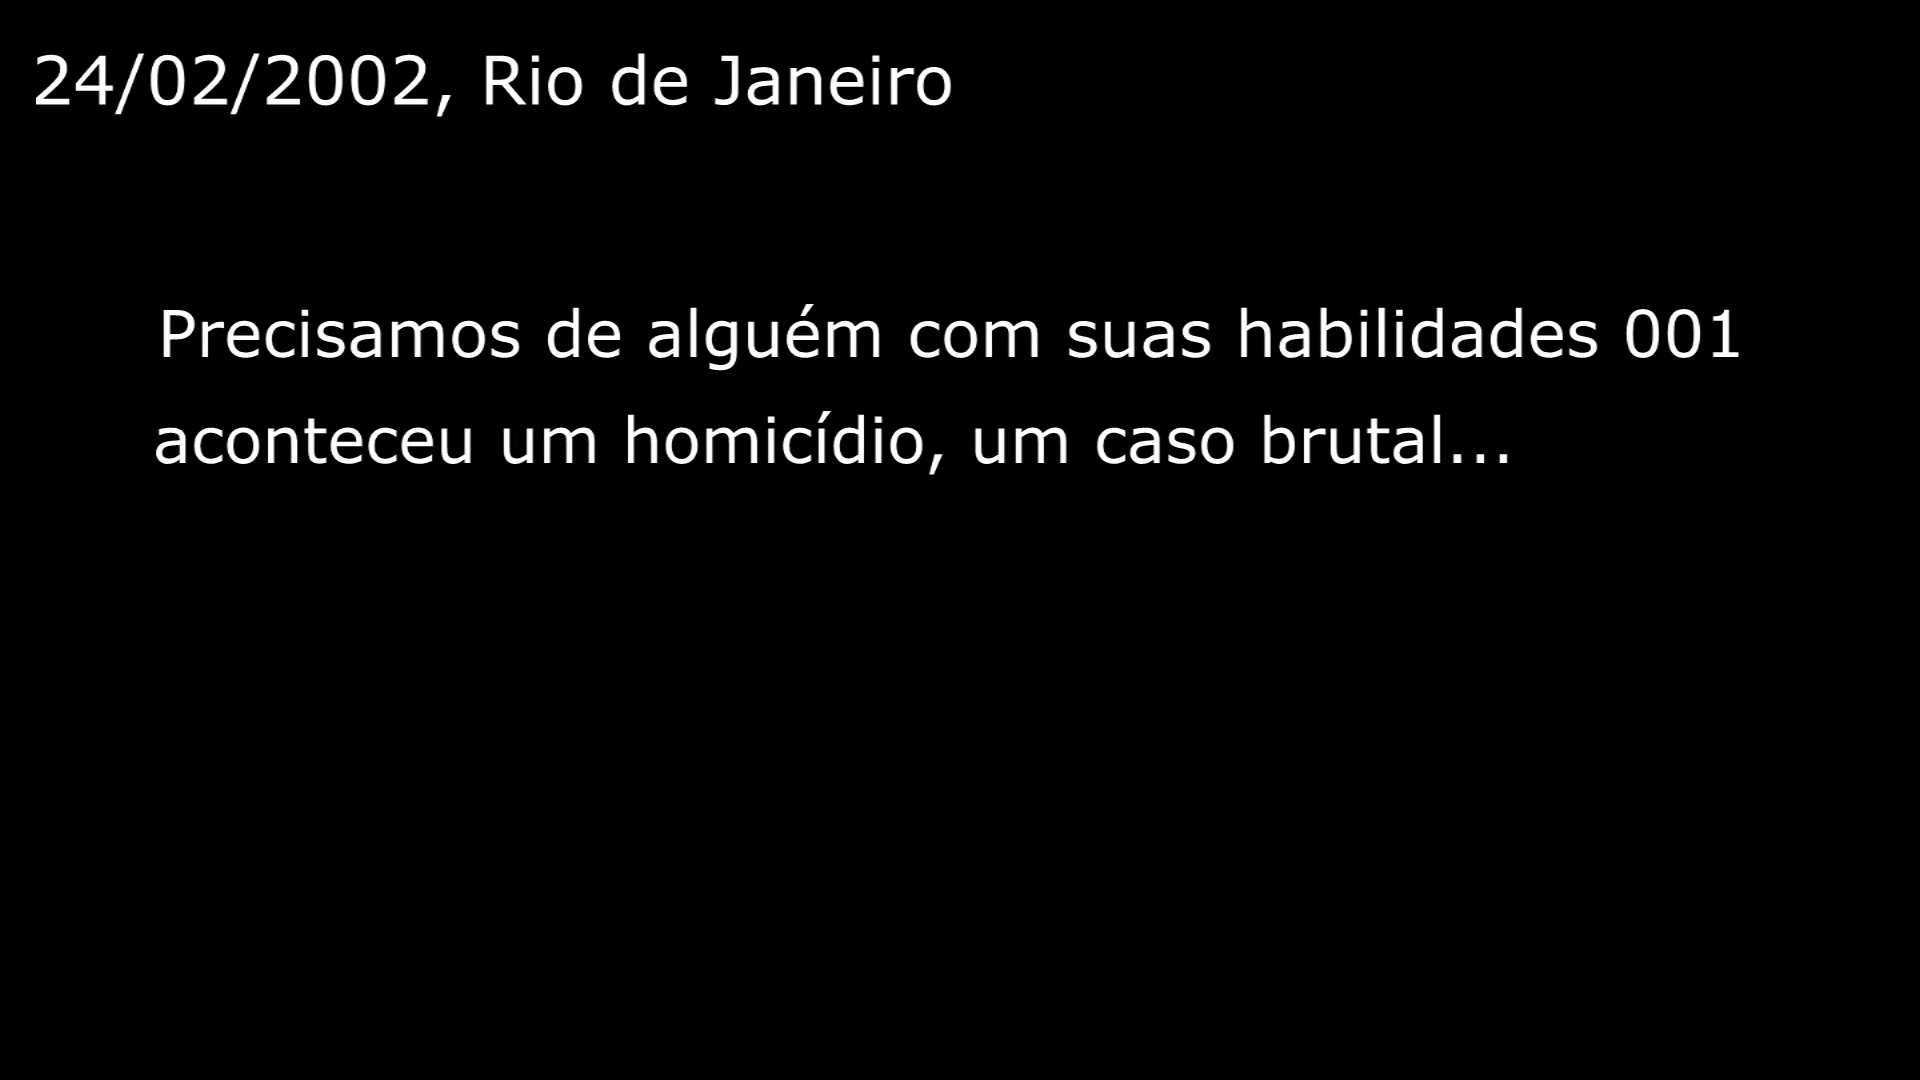 24/02/2002, Rio de Janeiro
Precisamos de alguém com suas habilidades 001
aconteceu um homicídio, um caso brutal...